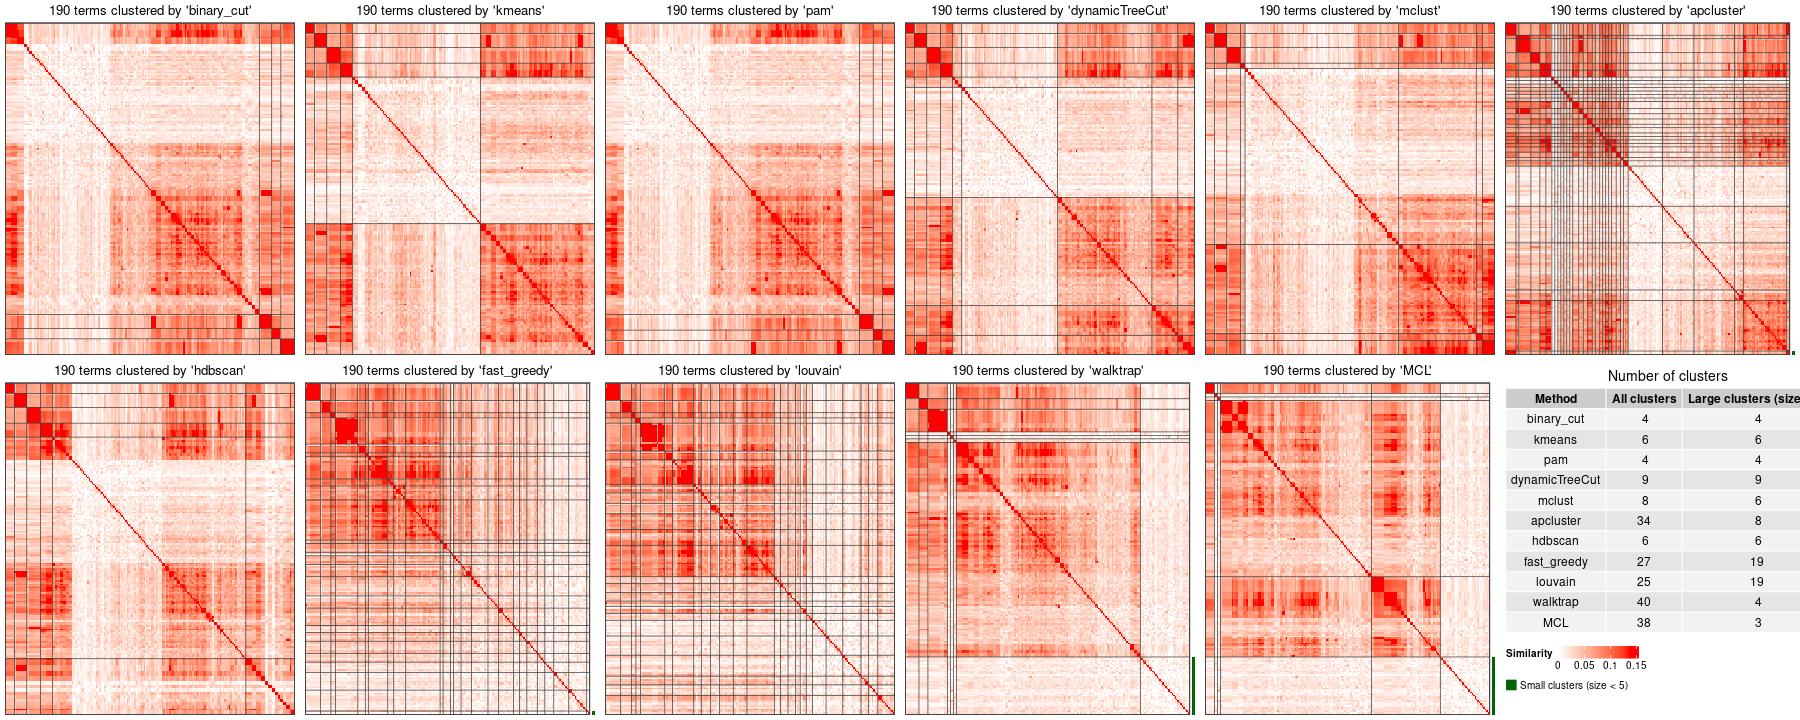 190 terms clustered by 'binary_cut'
190 terms clustered by 'kmeans'
190 terms clustered by 'pam'
190 terms clustered by 'dynamicTreeCut'
190 terms clustered by 'mclust'
190 terms clustered by 'apcluster'
190 terms clustered by 'hdbscan'
190 terms clustered by 'fast_greedy'
190 terms clustered by 'louvain'
190 terms clustered by 'walktrap'
190 terms clustered by 'MCL'
Number of clusters
Method All clusters Large clusters (size
binary_cut 4 4
kmeans 6 6
pam 4 4
dynamicTreeCut 9 9
mclust 8 6
apcluster 34 8
hdbscan 6 6
fast_greedy 27 19
louvain 25 19
walktrap 40 4
MCL 38 3
Similarity
0 0.05 0.1 0.15
Small clusters (size < 5)